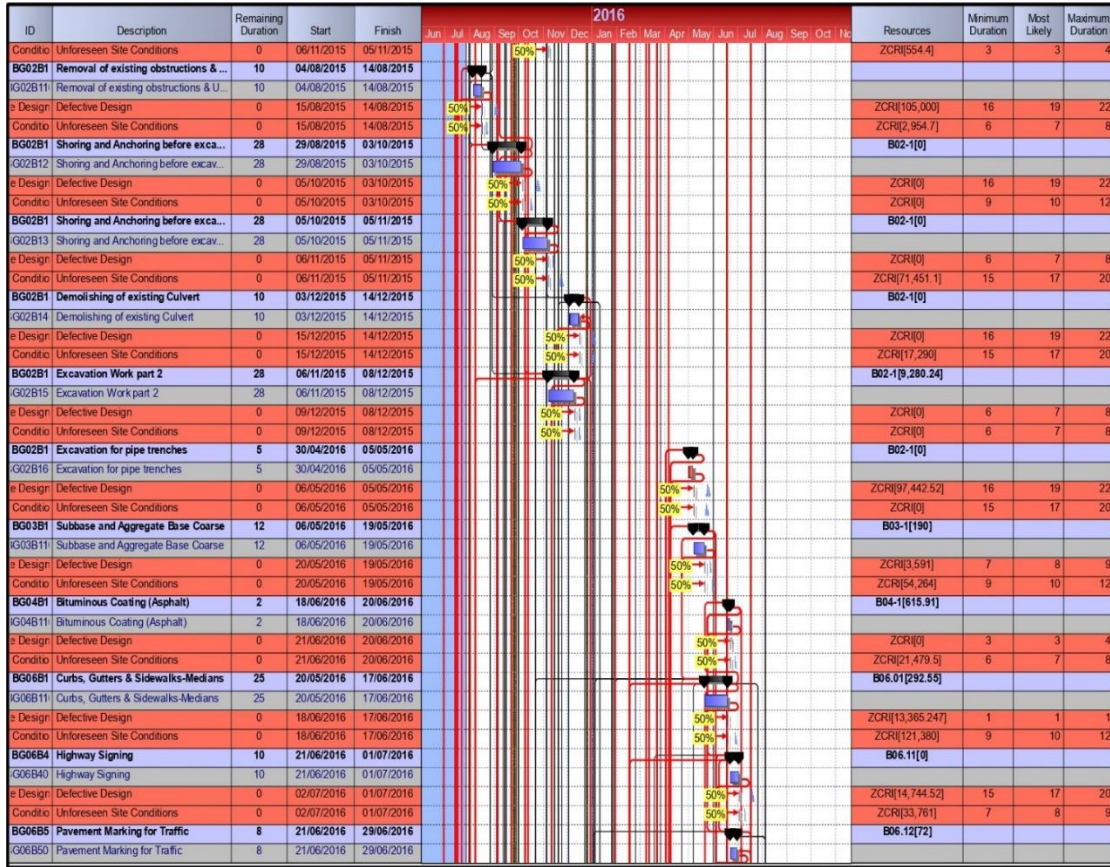 2016
ID Description Remaining Duration Start Finish Jun Jul Aug Sep Oct Nov Dec Jan Feb Mar Apr May Jun Jul Aug Sep Oct Resources Minimum Duration Most Likely Maximum Duration
Conditio Unforeseen Site Conditions 0 06/11/2015 05/11/2015 50% ZCRI[554.4] 3 3 4
BG02B1 Removal of existing obstructions & ... 10 04/08/2015 14/08/2015
Removal of existing obstructions & U... 10 04/08/2015 14/08/2015
e Design Defective Design 0 15/08/2015 14/08/2015 50% ZCRI[105,000] 16 19 22
Conditio Unforeseen Site Conditions 0 15/08/2015 14/08/2015 50% ZCRI[2,954.7] 6 7 8
BG02B1 Shoring and Anchoring before exca... 28 29/08/2015 03/10/2015 B02-1[0]
G02B12 Shoring and Anchoring before excav... 28 29/08/2015 03/10/2015
e Design Defective Design 0 05/10/2015 03/10/2015 50% ZCRI[0] 16 19 22
Conditio Unforeseen Site Conditions 0 05/10/2015 03/10/2015 50% ZCRI[0] 9 10 12
BG02B1 Shoring and Anchoring before exca... 28 05/10/2015 05/11/2015 B02-1[0]
G02B13 Shoring and Anchoring before excav... 28 05/10/2015 05/11/2015
e Design Defective Design 0 06/11/2015 05/11/2015 50% ZCRI[0] 6 7 8
Conditio Unforeseen Site Conditions 0 06/11/2015 05/11/2015 50% ZCRI[71,451.1] 15 17 20
BG02B1 Demolishing of existing Culvert 10 03/12/2015 14/12/2015 B02-1[0]
G02B14 Demolishing of existing Culvert 10 03/12/2015 14/12/2015
e Design Defective Design 0 15/12/2015 14/12/2015 50% ZCRI[0] 16 19 22
Conditio Unforeseen Site Conditions 0 15/12/2015 14/12/2015 50% ZCRI[17,290] 15 17 20
BG02B1 Excavation Work part 2 28 06/11/2015 08/12/2015 B02-1[9,280.24]
G02B15 Excavation Work part 2 28 06/11/2015 08/12/2015
e Design Defective Design 0 09/12/2015 08/12/2015 50% ZCRI[0] 6 7 8
Conditio Unforeseen Site Conditions 0 09/12/2015 08/12/2015 50% ZCRI[0] 6 7 8
BG02B1 Excavation for pipe trenches 5 30/04/2016 05/05/2016 B02-1[0]
G02B16 Excavation for pipe trenches 5 30/04/2016 05/05/2016
e Design Defective Design 0 06/05/2016 05/05/2016 50% ZCRI[97,442.52] 16 19 22
Conditio Unforeseen Site Conditions 0 06/05/2016 05/05/2016 50% ZCRI[0] 15 17 20
BG03B1 Subbase and Aggregate Base Coarse 12 06/05/2016 19/05/2016 B03-1[190]
G03B11 Subbase and Aggregate Base Coarse 12 06/05/2016 19/05/2016
e Design Defective Design 0 20/05/2016 19/05/2016 50% ZCRI[3,591] 7 8 9
Conditio Unforeseen Site Conditions 0 20/05/2016 19/05/2016 50% ZCRI[54,264] 9 10 12
BG04B1 Bituminous Coating (Asphalt) 2 18/06/2016 20/06/2016 B04-1[615.91]
G04B11 Bituminous Coating (Asphalt) 2 18/06/2016 20/06/2016
e Design Defective Design 0 21/06/2016 20/06/2016 50% ZCRI[0] 3 3 4
Conditio Unforeseen Site Conditions 0 21/06/2016 20/06/2016 50% ZCRI[21,479.5] 6 7 8
BG06B1 Curbs, Gutters & Sidewalks-Medians 25 20/05/2016 17/06/2016 B06.01[292.55]
G06B11 Curbs, Gutters & Sidewalks-Medians 25 20/05/2016 17/06/2016
e Design Defective Design 0 18/06/2016 17/06/2016 50% ZCRI[13,365.247] 1 1 1
Conditio Unforeseen Site Conditions 0 18/06/2016 17/06/2016 50% ZCRI[121,380] 9 10 12
BG06B4 Highway Signing 10 21/06/2016 01/07/2016 B06.11[0]
G06B40 Highway Signing 10 21/06/2016 01/07/2016
e Design Defective Design 0 02/07/2016 01/07/2016 50% ZCRI[14,744.52] 15 17 20
Conditio Unforeseen Site Conditions 0 02/07/2016 01/07/2016 50% ZCRI[33,761] 7 8 9
BG06B5 Pavement Marking for Traffic 8 21/06/2016 29/06/2016 B06.12[72]
G06B50 Pavement Marking for Traffic 8 21/06/2016 29/06/2016